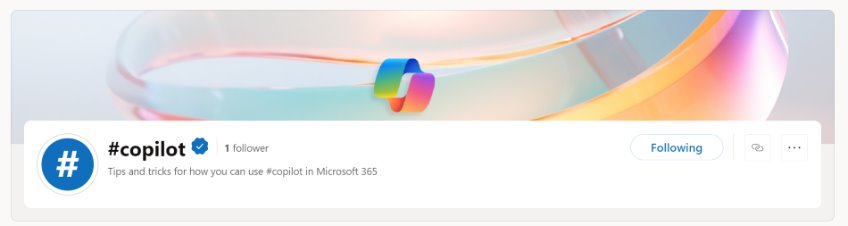 #
#copilot
1 follower
Following
...
Tips and tricks for how you can use #copilot in Microsoft 365